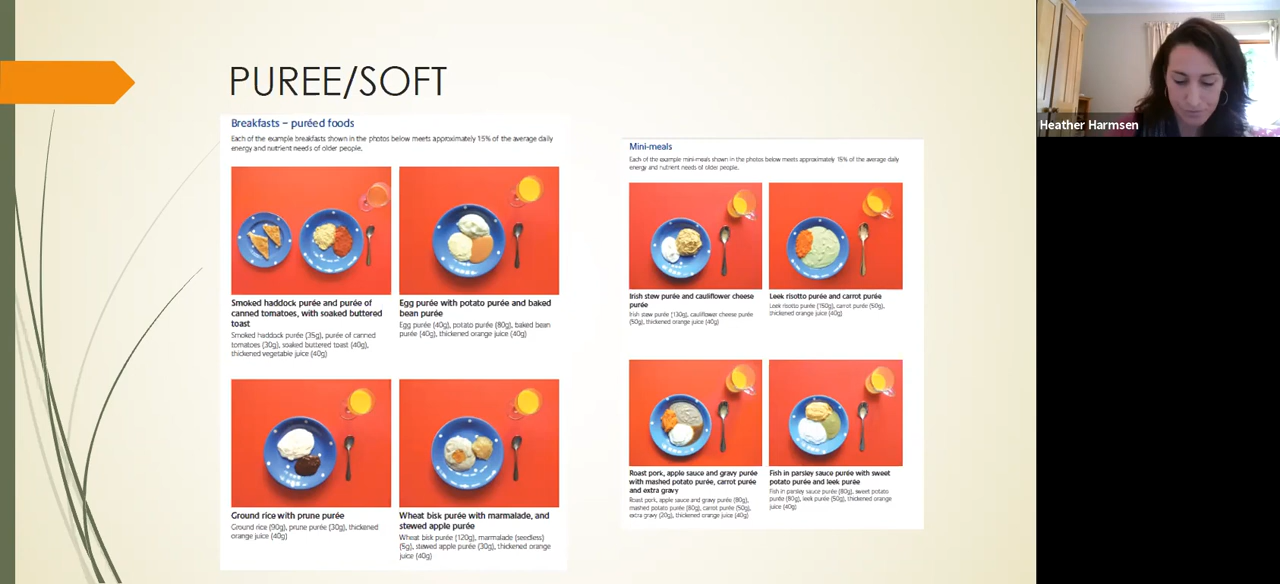 PUREE/SOFT
Breakfasts – puréed foods
Each of the example breakfasts shown in the photos below meets approximately 15% of the average daily
energy and nutrient needs of older people.
Smoked haddock purée and purée of
canned tomatoes, with soaked buttered
toast
Smoked haddock purée (35g), purée of canned
tomatoes (30g), soaked buttered toast (40g),
thickened vegetable juice (40g)
Egg purée with potato purée and baked
bean purée
Egg purée (40g), potato purée (80g), baked bean
purée (40g), thickened orange juice (40g)
Ground rice with prune purée
Ground rice (90g), prune purée (30g), thickened
orange juice (40g)
Wheat bisk purée with marmalade, and
stewed apple purée
Wheat bisk purée (120g), marmalade (seedless)
(5g), stewed apple purée (30g), thickened orange
juice (40g)
Mini-meals
Each of the example mini-meals shown in the photos below meets approximately 15% of the average daily
energy and nutrient needs of older people.
Irish stew purée and cauliflower cheese
purée
Irish stew purée (130g), cauliflower cheese purée
(50g), thickened orange juice (40g)
Leek risotto purée and carrot purée
Leek risotto purée (150g), carrot purée (50g),
thickened orange juice (40g)
Roast pork, apple sauce and gravy purée
with mashed potato purée, carrot purée
and extra gravy
Roast pork, apple sauce and gravy purée (80g),
mashed potato purée (80g), carrot purée (50g),
extra gravy (20g), thickened orange juice (40g)
Fish in parsley sauce purée with sweet
potato purée and leek purée
Fish in parsley sauce purée (80g), sweet potato
purée (80g), leek purée (50g), thickened orange
juice (40g)
Heather Harmsen